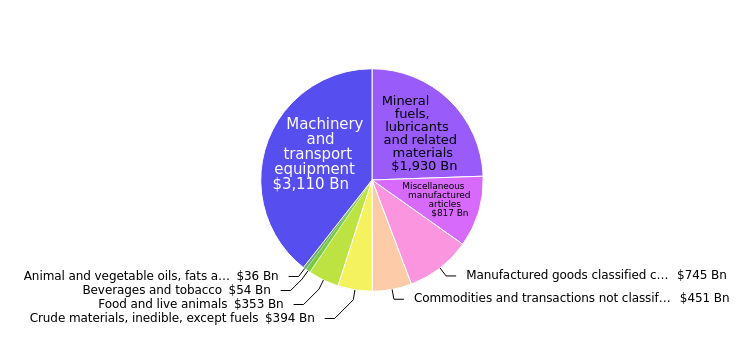 Machinery
and
transport
equipment
$3,110 Bn
Mineral
fuels,
lubricants
and related
materials
$1,930 Bn
Miscellaneous
manufactured
articles
$817 Bn
Animal and vegetable oils, fats a… $36 Bn
Beverages and tobacco $54 Bn
Food and live animals $353 Bn
Crude materials, inedible, except fuels $394 Bn
Manufactured goods classified c… $745 Bn
Commodities and transactions not classif… $451 Bn